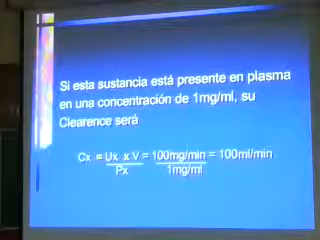 Si esta sustancia está presente en plasma
en una concentración de 1mg/ml, su
Clearence será
Cx = Ux x V = 100mg/min = 100ml/min
Px 1mg/ml